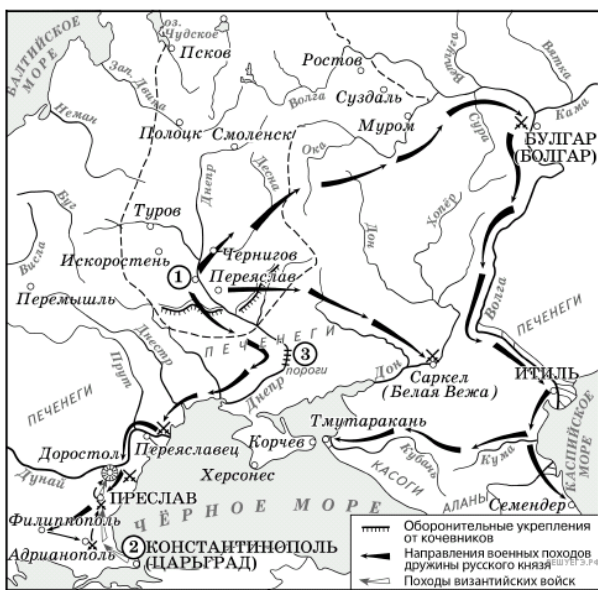 БАЛТИЙСКОЕ
МОРЕ
оз.
Чудское
Псков
Ростов
Ветлуга
Вятка
Зап. Двина
Волга
Суздаль
Кама
Неман
Полоцк
Смоленск
Муром
Сура
БУЛГАР
(БОЛГАР)
Ока
Днепр
Десна
Буг
Туров
Дон
Хопёр
Висла
Искоростень
Чернигов
1
Переяслав
Волга
Перемышль
ПЕЧЕНЕГИ
Днестр
ПЕЧЕНЕГИ
3
пороги
Прут
Дон
Саркел
(Белая Вежа)
ИТИЛЬ
ПЕЧЕНЕГИ
Днепр
Тмутаракань
КАСПИЙСКОЕ
МОРЕ
Доростол
Переяславец
Корчев
Кубань
Кума
Дунай
Херсонес
КАСОГИ
ПРЕСЛАВ
АЛАНЫ
Семендер
ЧЁРНОЕ МОРЕ
Филиппополь
2
КОНСТАНТИНОПОЛЬ
(ЦАРЬГРАД)
Адрианополь
Оборонительные укрепления
от кочевников
Направления военных походов
дружины русского князя
Походы византийских войск